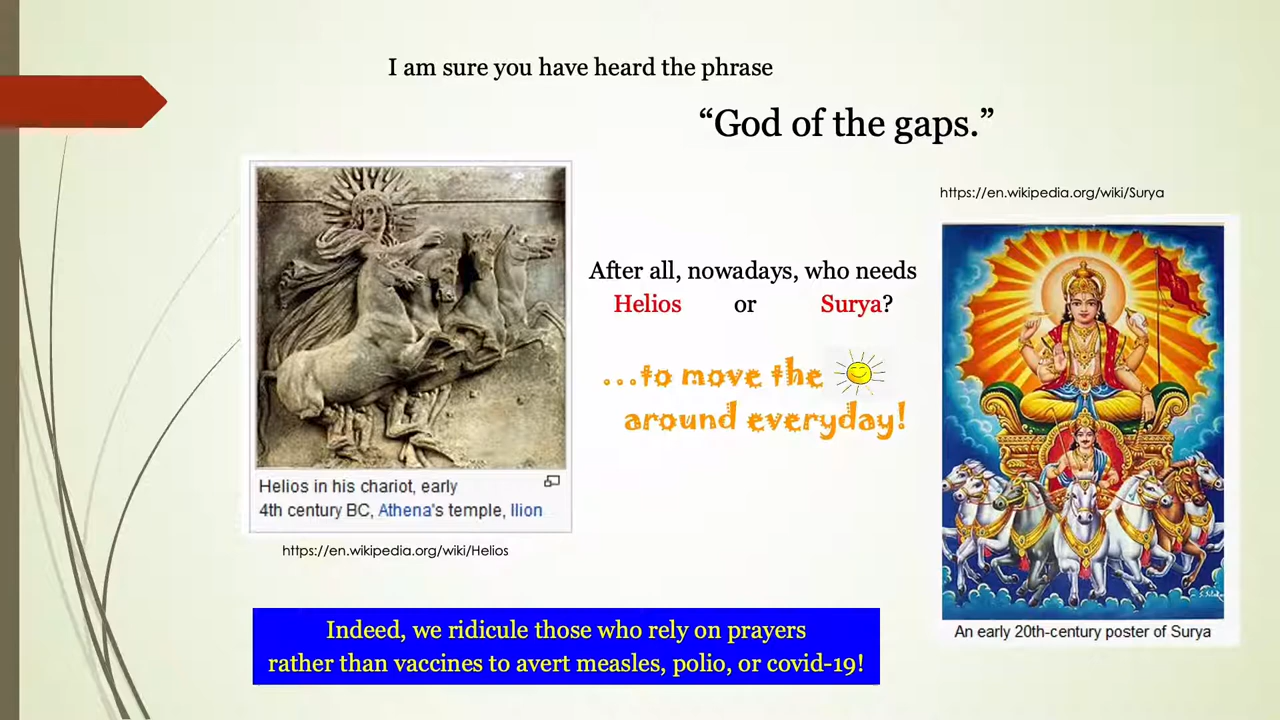 I am sure you have heard the phrase
“God of the gaps.”
https://en.wikipedia.org/wiki/Surya
After all, nowadays, who needs
Helios or Surya?
...to move the
around everyday!
Helios in his chariot, early
4th century BC, Athena's temple, Ilion
https://en.wikipedia.org/wiki/Helios
Indeed, we ridicule those who rely on prayers
rather than vaccines to avert measles, polio, or covid-19!
An early 20th-century poster of Surya